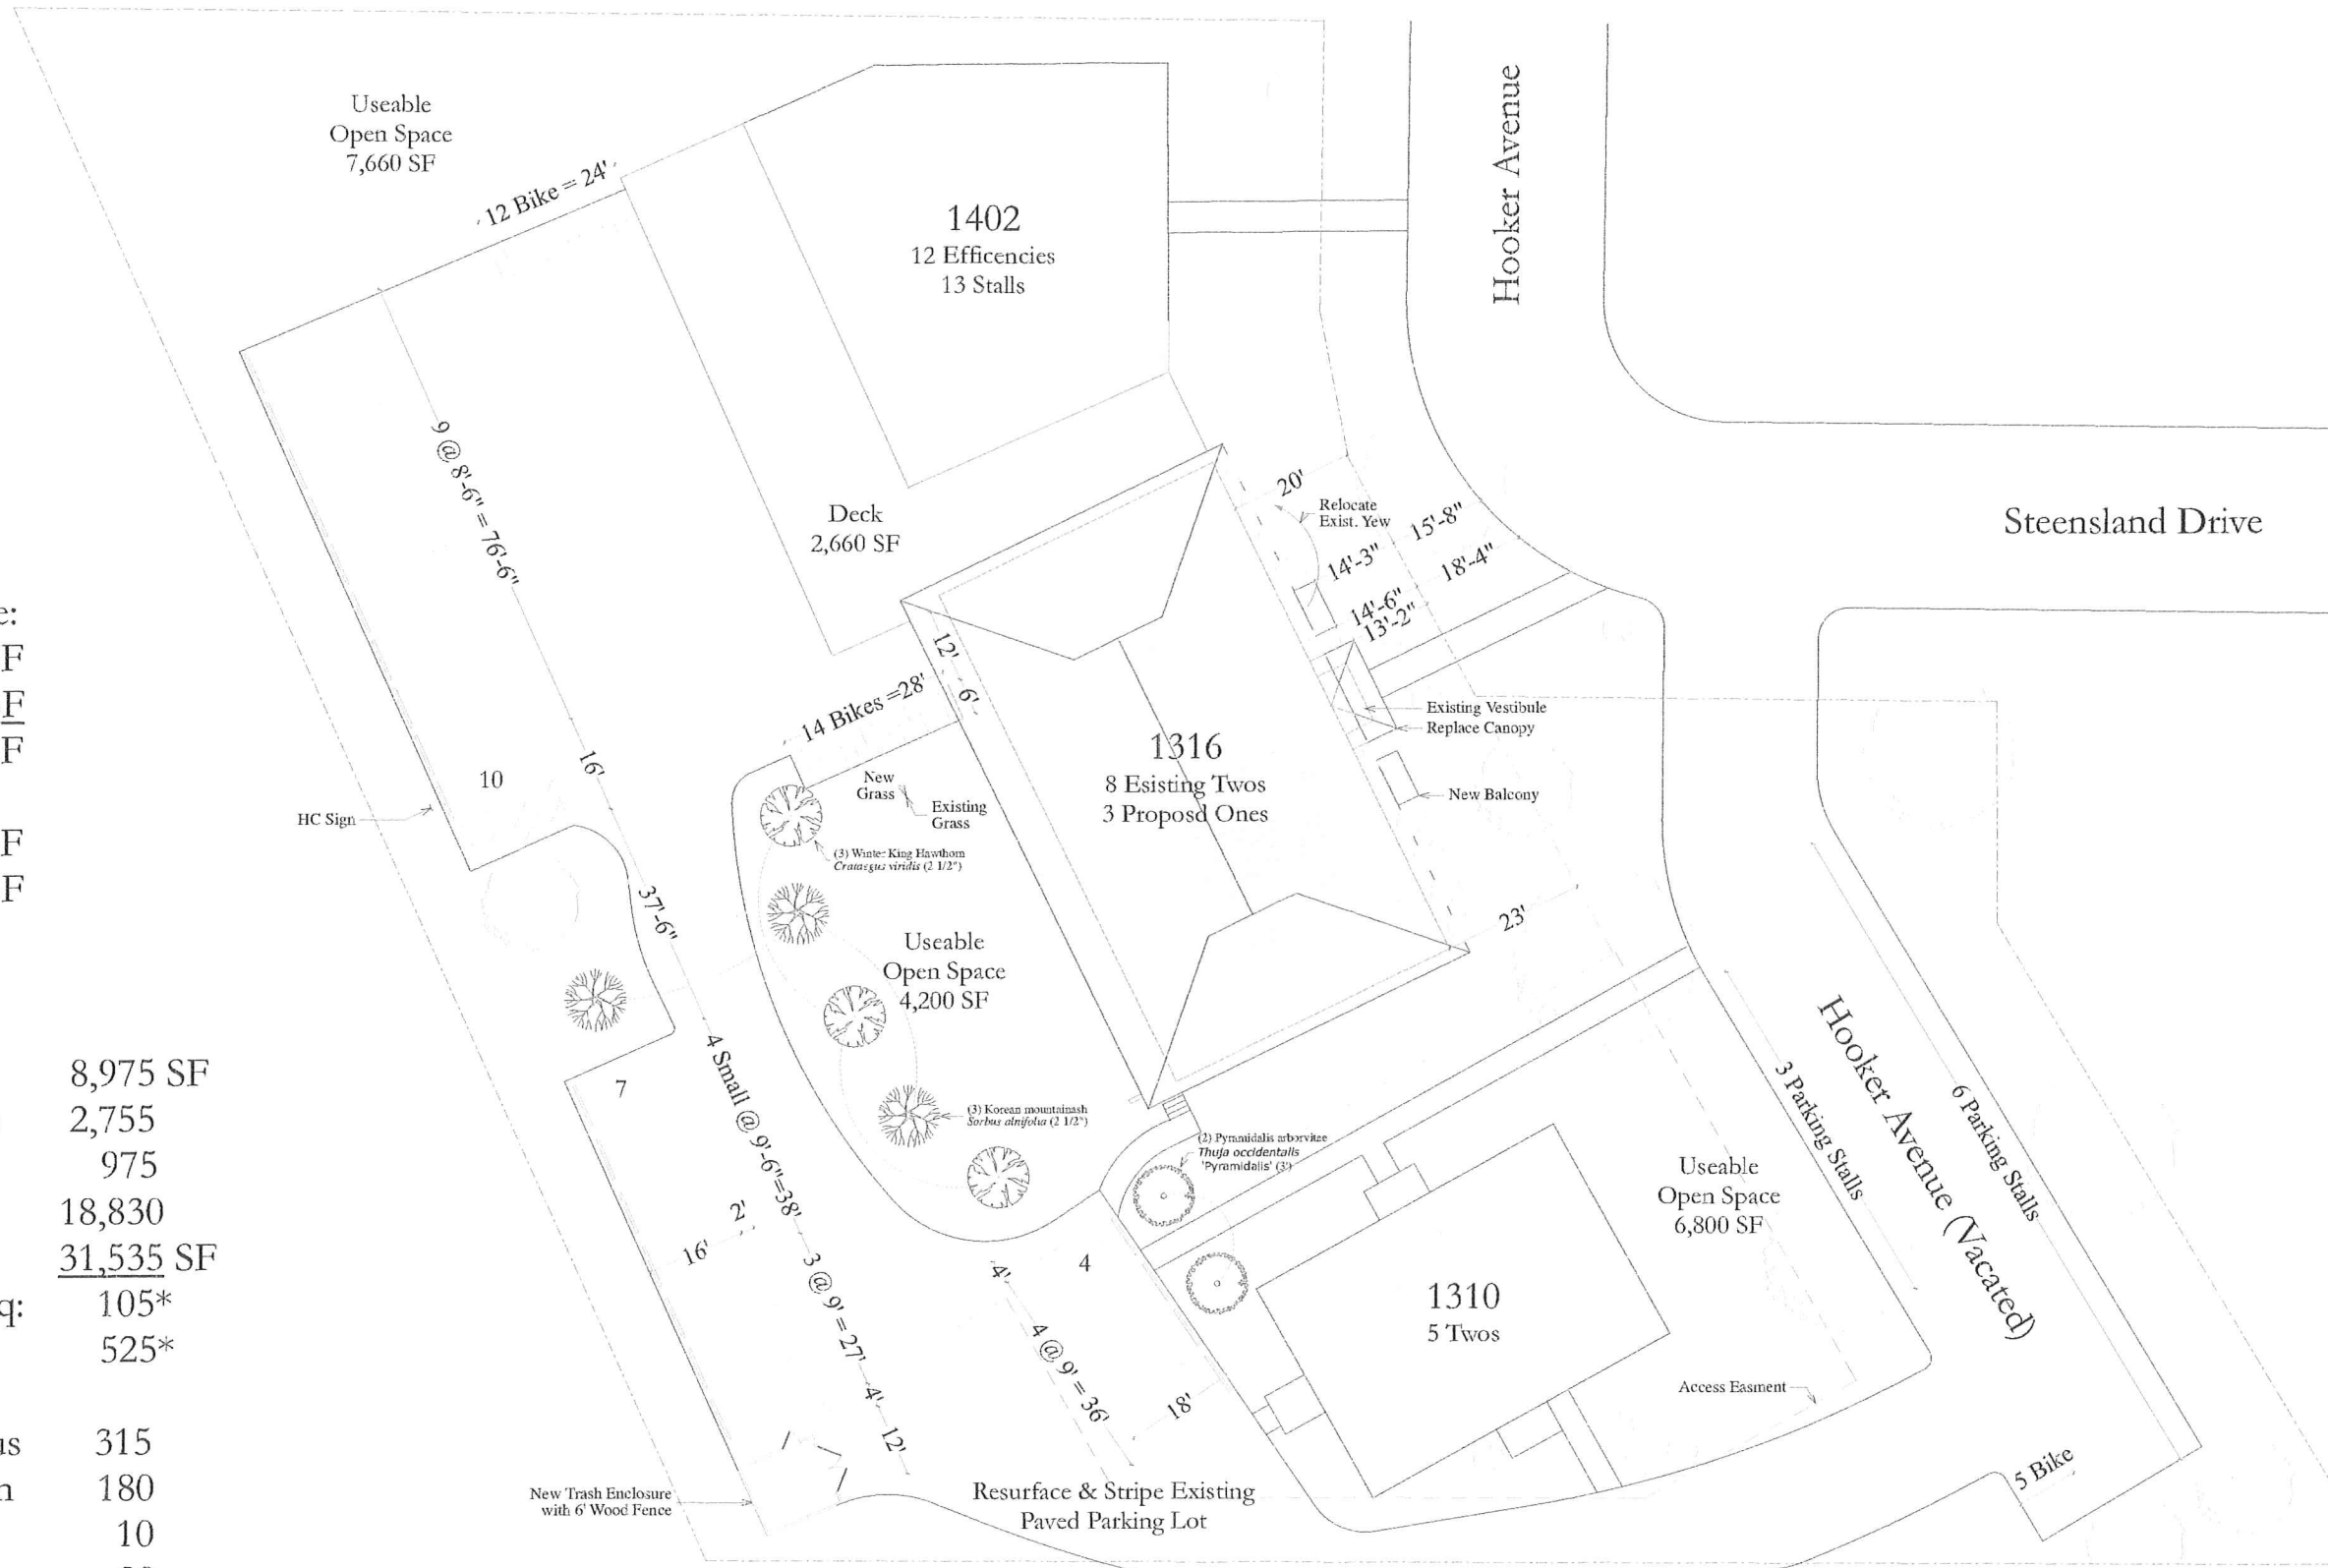 Useable
Open Space
7,660 SF
12 Bike = 24'
1402
12 Efficencies
13 Stalls
Hooker Avenue
Steensland Drive
9 @ 8'-6" = 76'-6"
Deck
2,660 SF
20'
Relocate
Exist. Yew
15'-8"
14'-3"
18'-4"
14'-6"
13'-2"
12'
6'
14 Bikes =28'
Existing Vestibule
Replace Canopy
New Balcony
1316
8 Esisting Twos
3 Proposd Ones
New
Grass
Existing
Grass
10
16'
HC Sign
(3) Winter King Hawthorn
Crataegus viridis (2 1/2")
37'-6"
Useable
Open Space
4,200 SF
23'
7
4 Small @ 9'-6"=38'
(3) Korean mountainash
Sorbus alnifolia (2 1/2")
(2) Pyramidalis arborvitae
Thuja occidentalis
'Pyramidalis' (3')
3 Parking Stalls
Hooker Avenue (Vacated)
6 Parking Stalls
Useable
Open Space
6,800 SF
2'
16'
3 @ 9' = 27'
4'
12'
4'
4
4 @ 9' = 36'
18'
1310
5 Twos
Access Easment
5 Bike
New Trash Enclosure
with 6' Wood Fence
Resurface & Stripe Existing
Paved Parking Lot
e:
F
F
F
F
F
8,975 SF
2,755
975
18,830
31,535 SF
q: 105*
525*
us 315
n 180
10